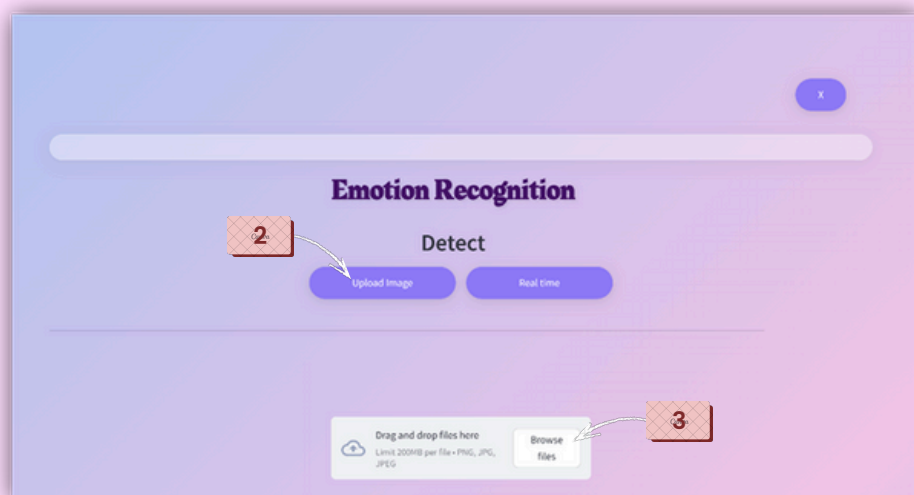 X
Emotion Recognition
2
Detect
Upload Image
Real time
Drag and drop files here
Limit 200MB per file • PNG, JPG,
JPEG
Browse
files
3